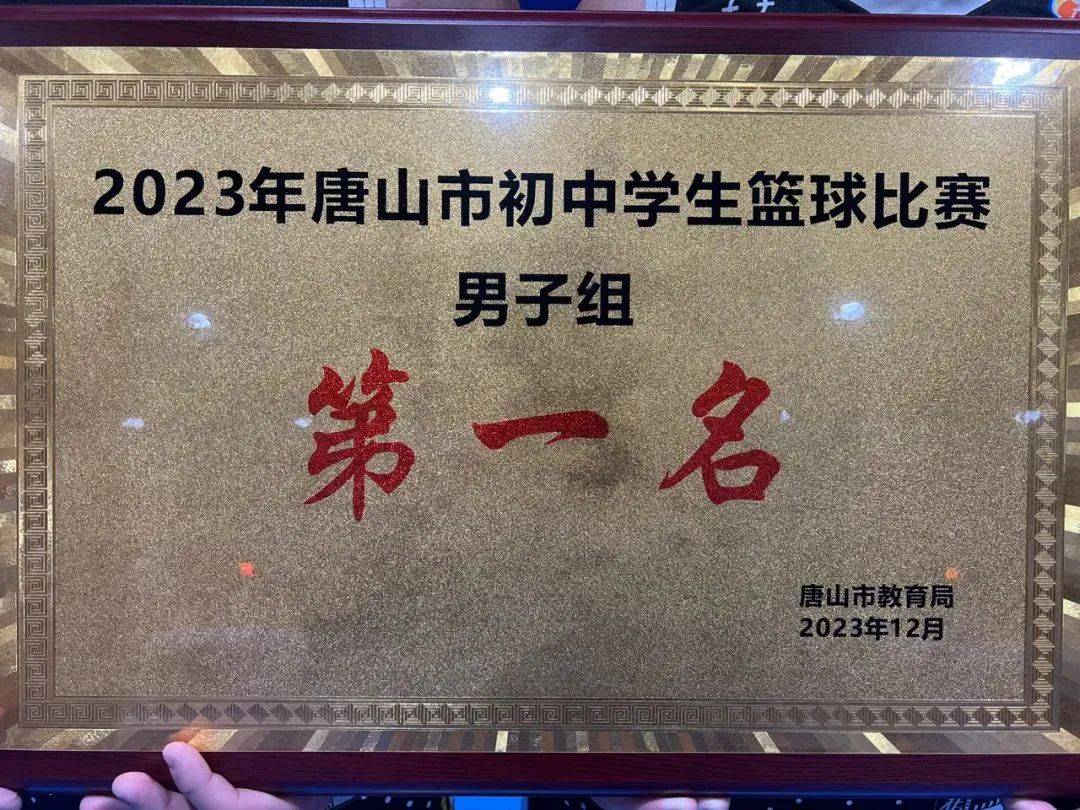 2023年唐山市初中学生篮球比赛
男子组
第一名
唐山市教育局
2023年12月